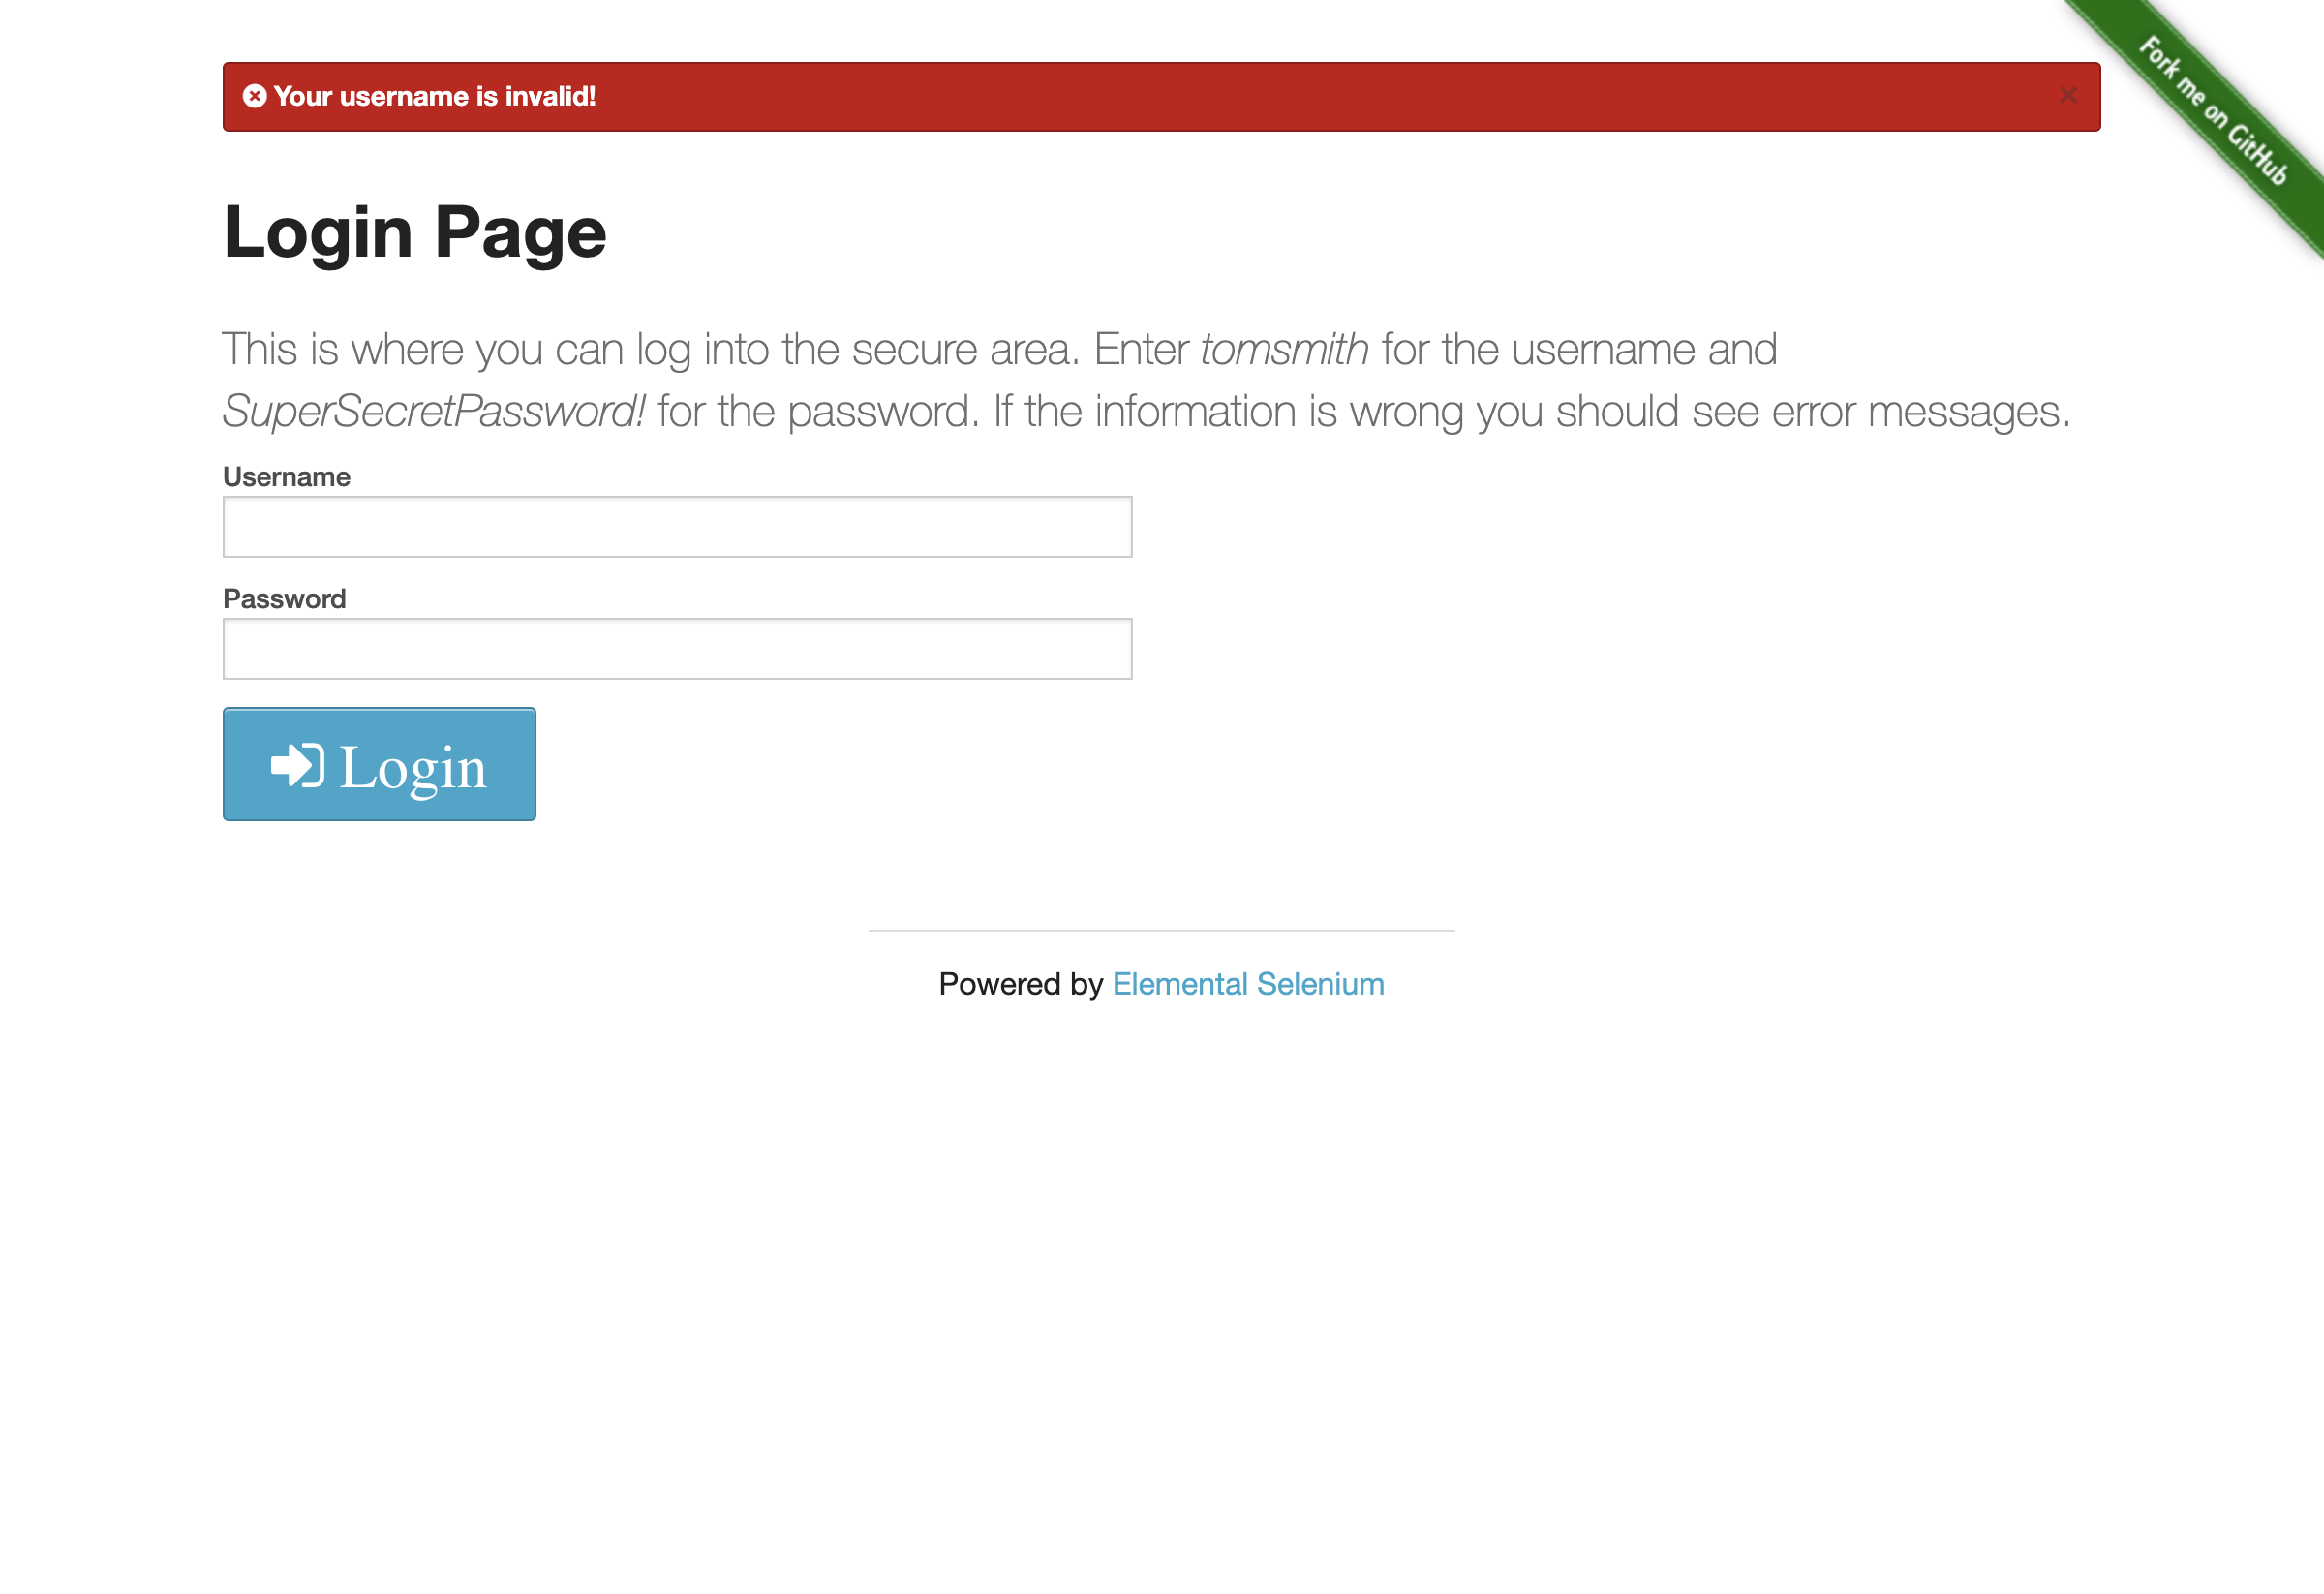 Your username is invalid!
×
Fork me on GitHub
Login Page
This is where you can log into the secure area. Enter tomsmith for the username and
SuperSecretPassword! for the password. If the information is wrong you should see error messages.
Username
Password
Login
Powered by Elemental Selenium